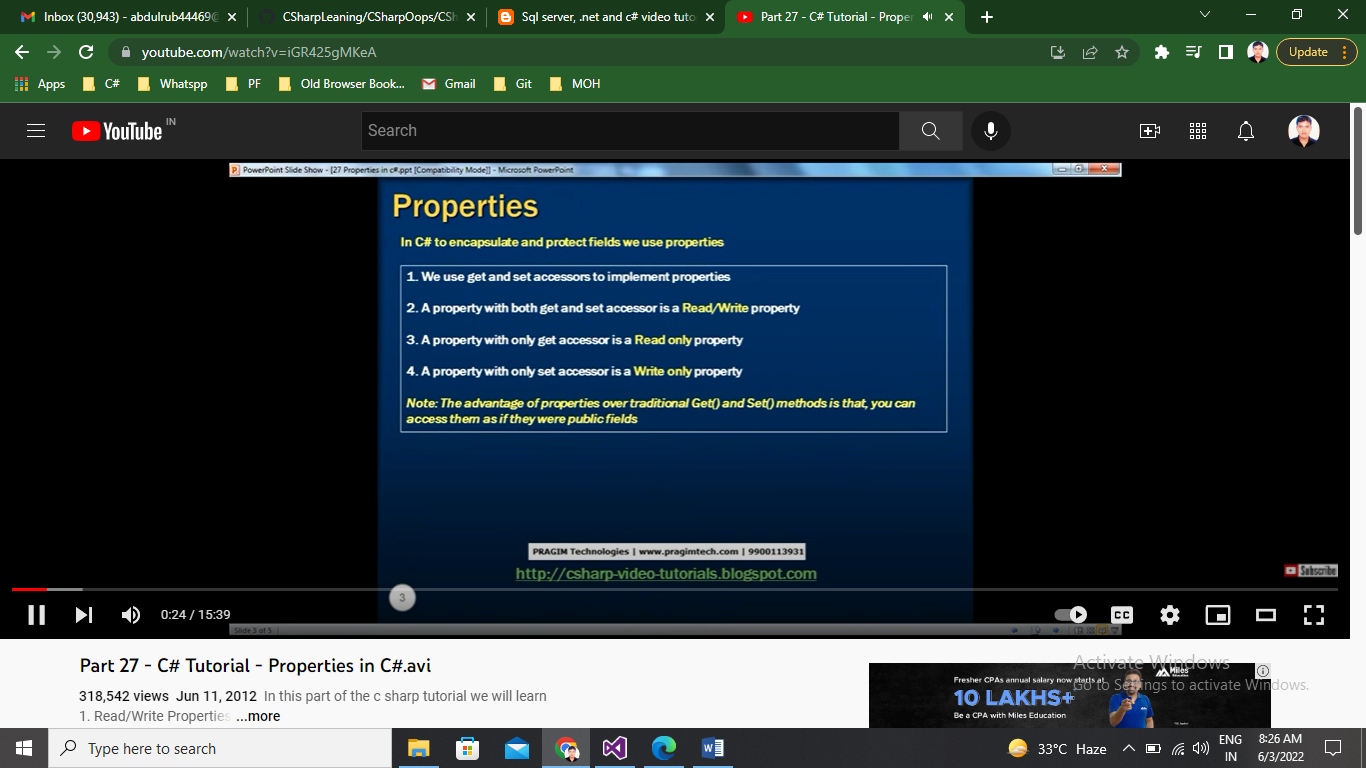 Inbox (30,943) - abdulrub44469@
CSharpLeaning/CSharpOops/CSh
Sql server, .net and c# video tuto
Part 27 - C# Tutorial - Proper
youtube.com/watch?v=iGR425gMKeA
Update
Apps
C#
Whatspp
PF
Old Browser Book...
Gmail
Git
MOH
YouTube IN
Search
PowerPoint Slide Show - [27 Properties in c#.ppt [Compatibility Mode]] - Microsoft PowerPoint
Properties
In C# to encapsulate and protect fields we use properties
1. We use get and set accessors to implement properties
2. A property with both get and set accessor is a Read/Write property
3. A property with only get accessor is a Read only property
4. A property with only set accessor is a Write only property
Note: The advantage of properties over traditional Get() and Set() methods is that, you can
access them as if they were public fields
PRAGIM Technologies | www.pragimtech.com | 9900113931
http://csharp-video-tutorials.blogspot.com
Subscribe
3
0:24 / 15:39
CC
Slide 3 of 5
Part 27 - C# Tutorial - Properties in C#.avi
318,542 views Jun 11, 2012 In this part of the c sharp tutorial we will learn
1. Read/Write Properties ...more
Fresher CPAs annual salary now starts at
10 LAKHS+
Be a CPA with Miles Education
Miles
Activate Windows
Go to Settings to activate Windows.
Type here to search
33°C Haze
ENG
IN
8:26 AM
6/3/2022